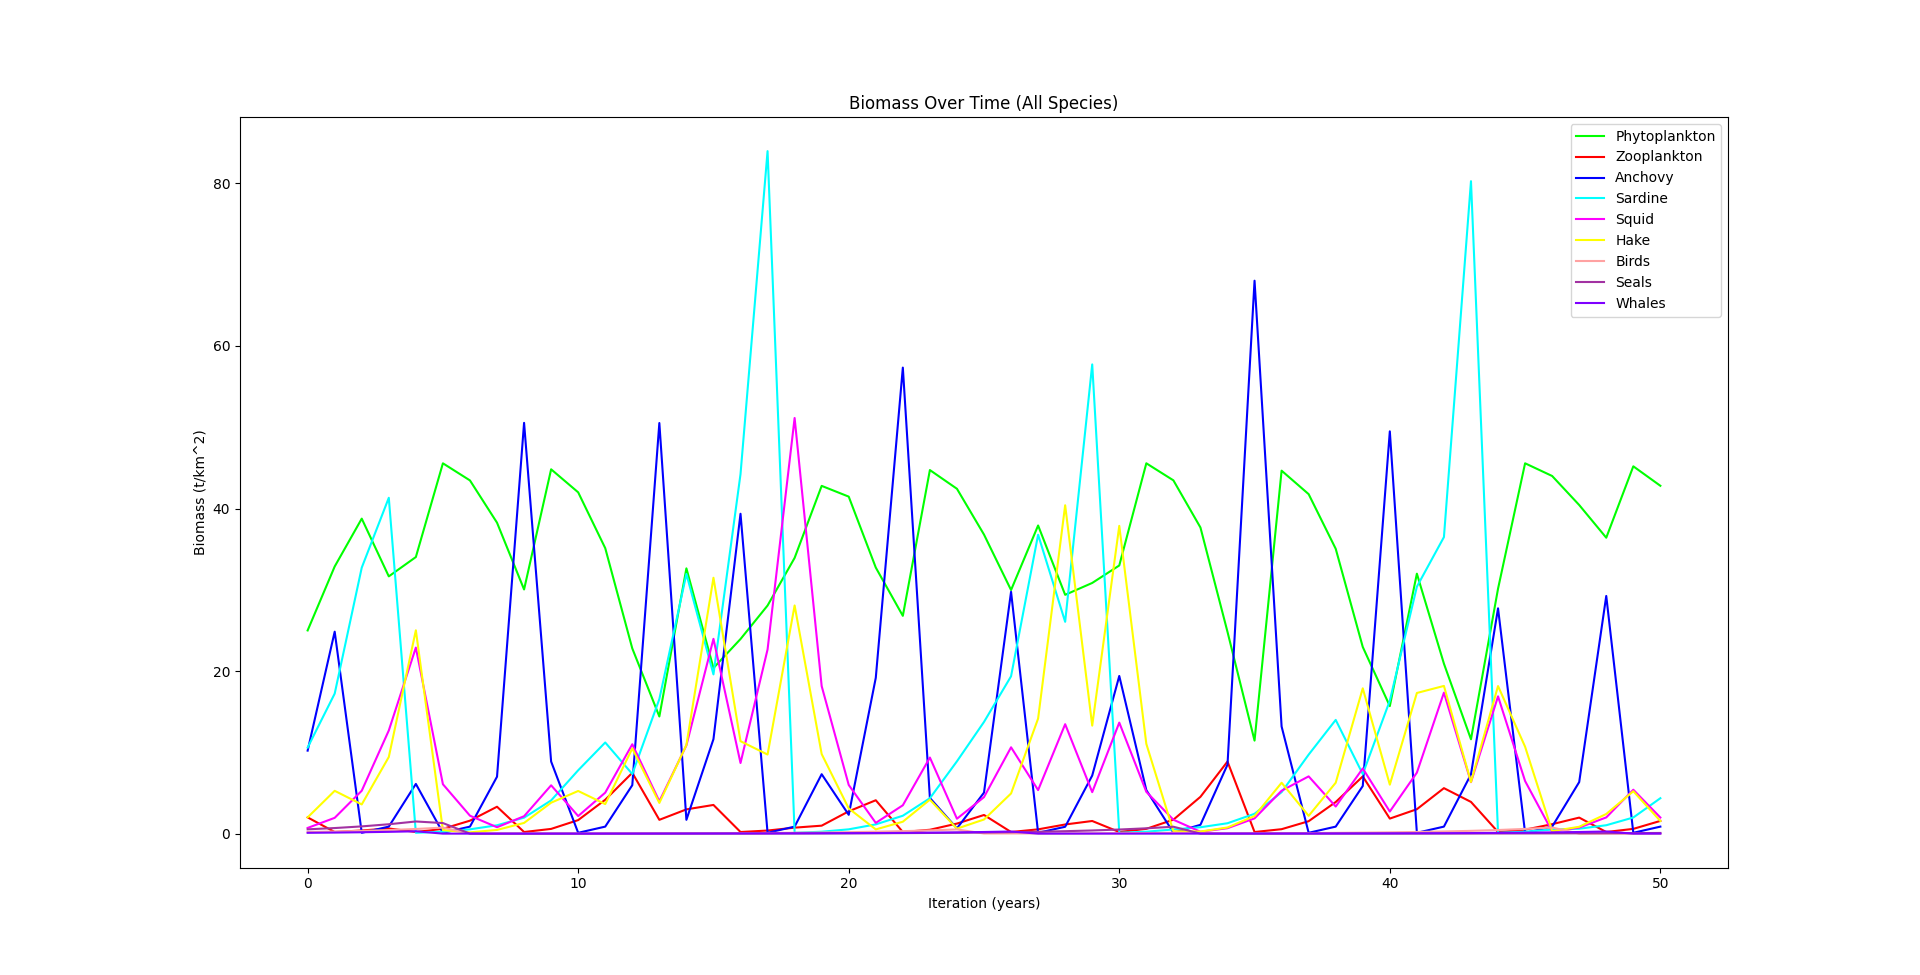 Biomass Over Time (All Species)
Phytoplankton
Zooplankton
Anchovy
Sardine
Squid
Hake
Birds
Seals
Whales
Biomass (t/km^2)
80
60
40
20
0
0 10 20 30 40 50
Iteration (years)